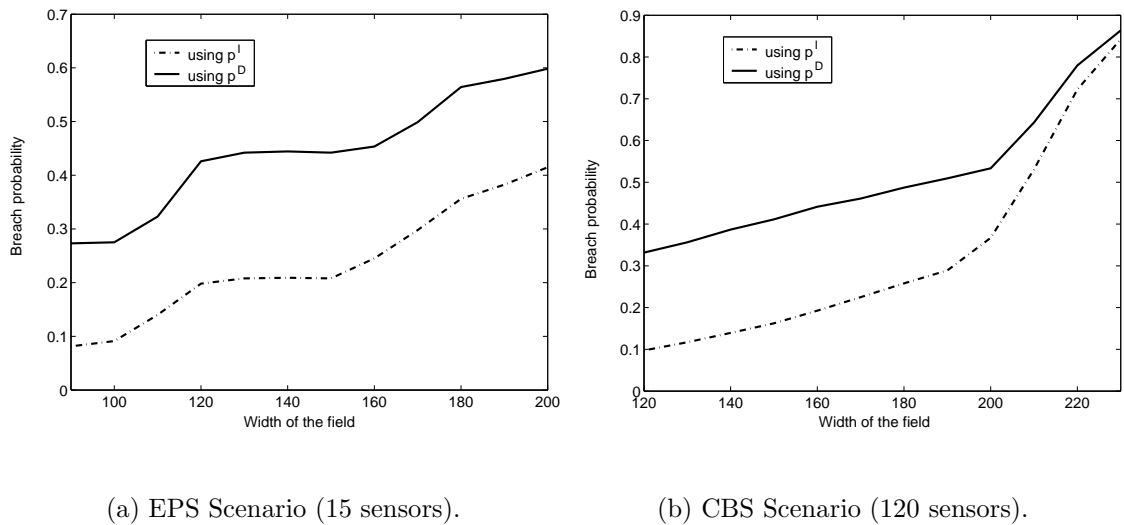 0.7
0.6
0.5
0.4
0.3
0.2
0.1
0
100 120 140 160 180 200
Breach probability
Width of the field
using p^I
using p^D
(a) EPS Scenario (15 sensors).
0.9
0.8
0.7
0.6
0.5
0.4
0.3
0.2
0.1
0
120 140 160 180 200 220
Breach probability
Width of the field
using p^I
using p^D
(b) CBS Scenario (120 sensors).